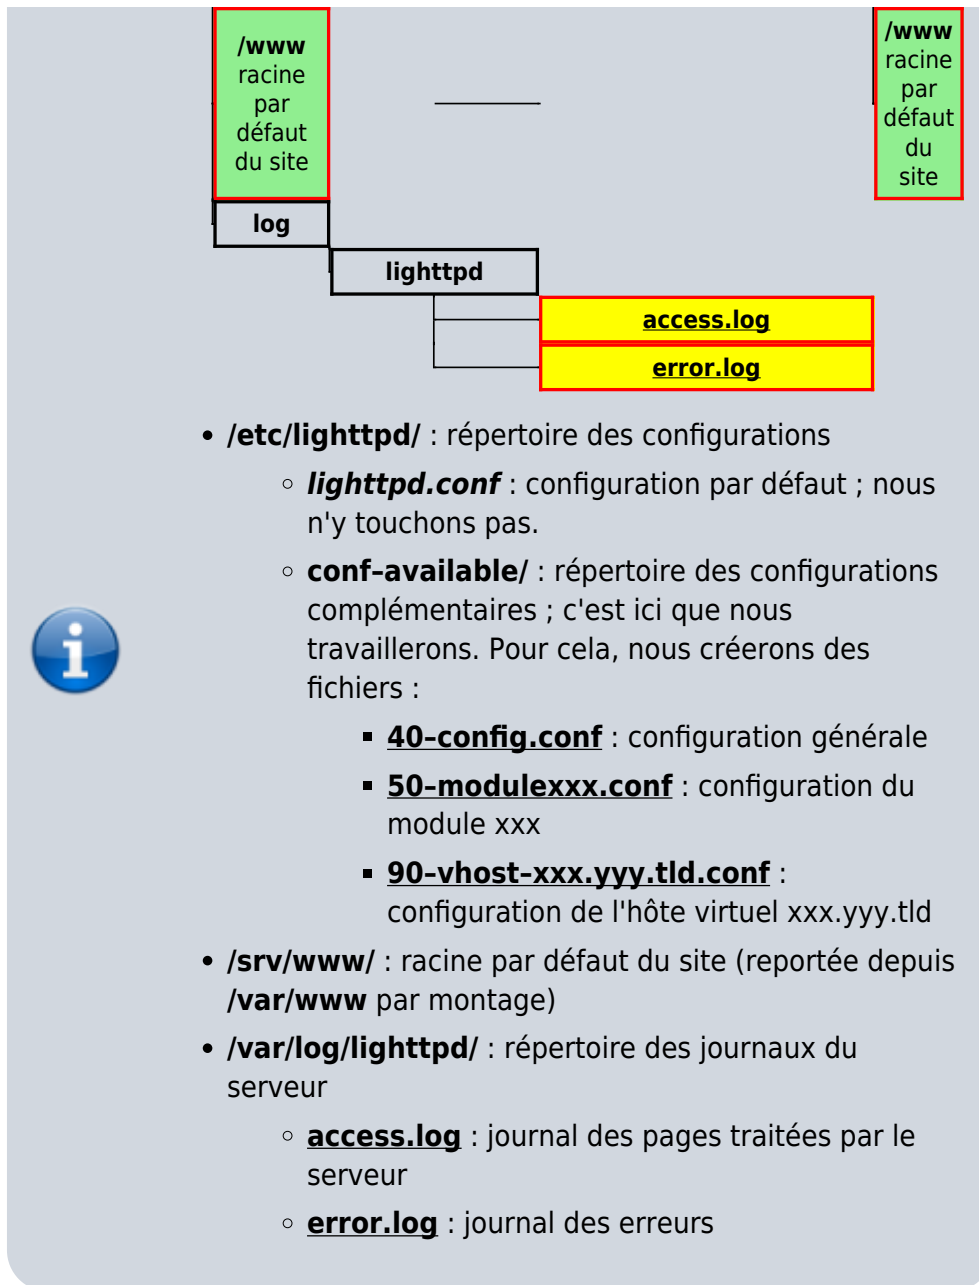 /www
racine
par
défaut
du site
/www
racine
par
défaut
du
site
log
lighttpd
access.log
error.log
• /etc/lighttpd/ : répertoire des configurations
◦ lighttpd.conf : configuration par défaut ; nous
n'y touchons pas.
◦ conf–available/ : répertoire des configurations
complémentaires ; c'est ici que nous
travaillerons. Pour cela, nous créerons des
fichiers :
▪ 40–config.conf : configuration générale
▪ 50–modulexxx.conf : configuration du
module xxx
▪ 90–vhost–xxx.yyy.tld.conf :
configuration de l'hôte virtuel xxx.yyy.tld
• /srv/www/ : racine par défaut du site (reportée depuis
/var/www par montage)
• /var/log/lighttpd/ : répertoire des journaux du
serveur
◦ access.log : journal des pages traitées par le
serveur
◦ error.log : journal des erreurs